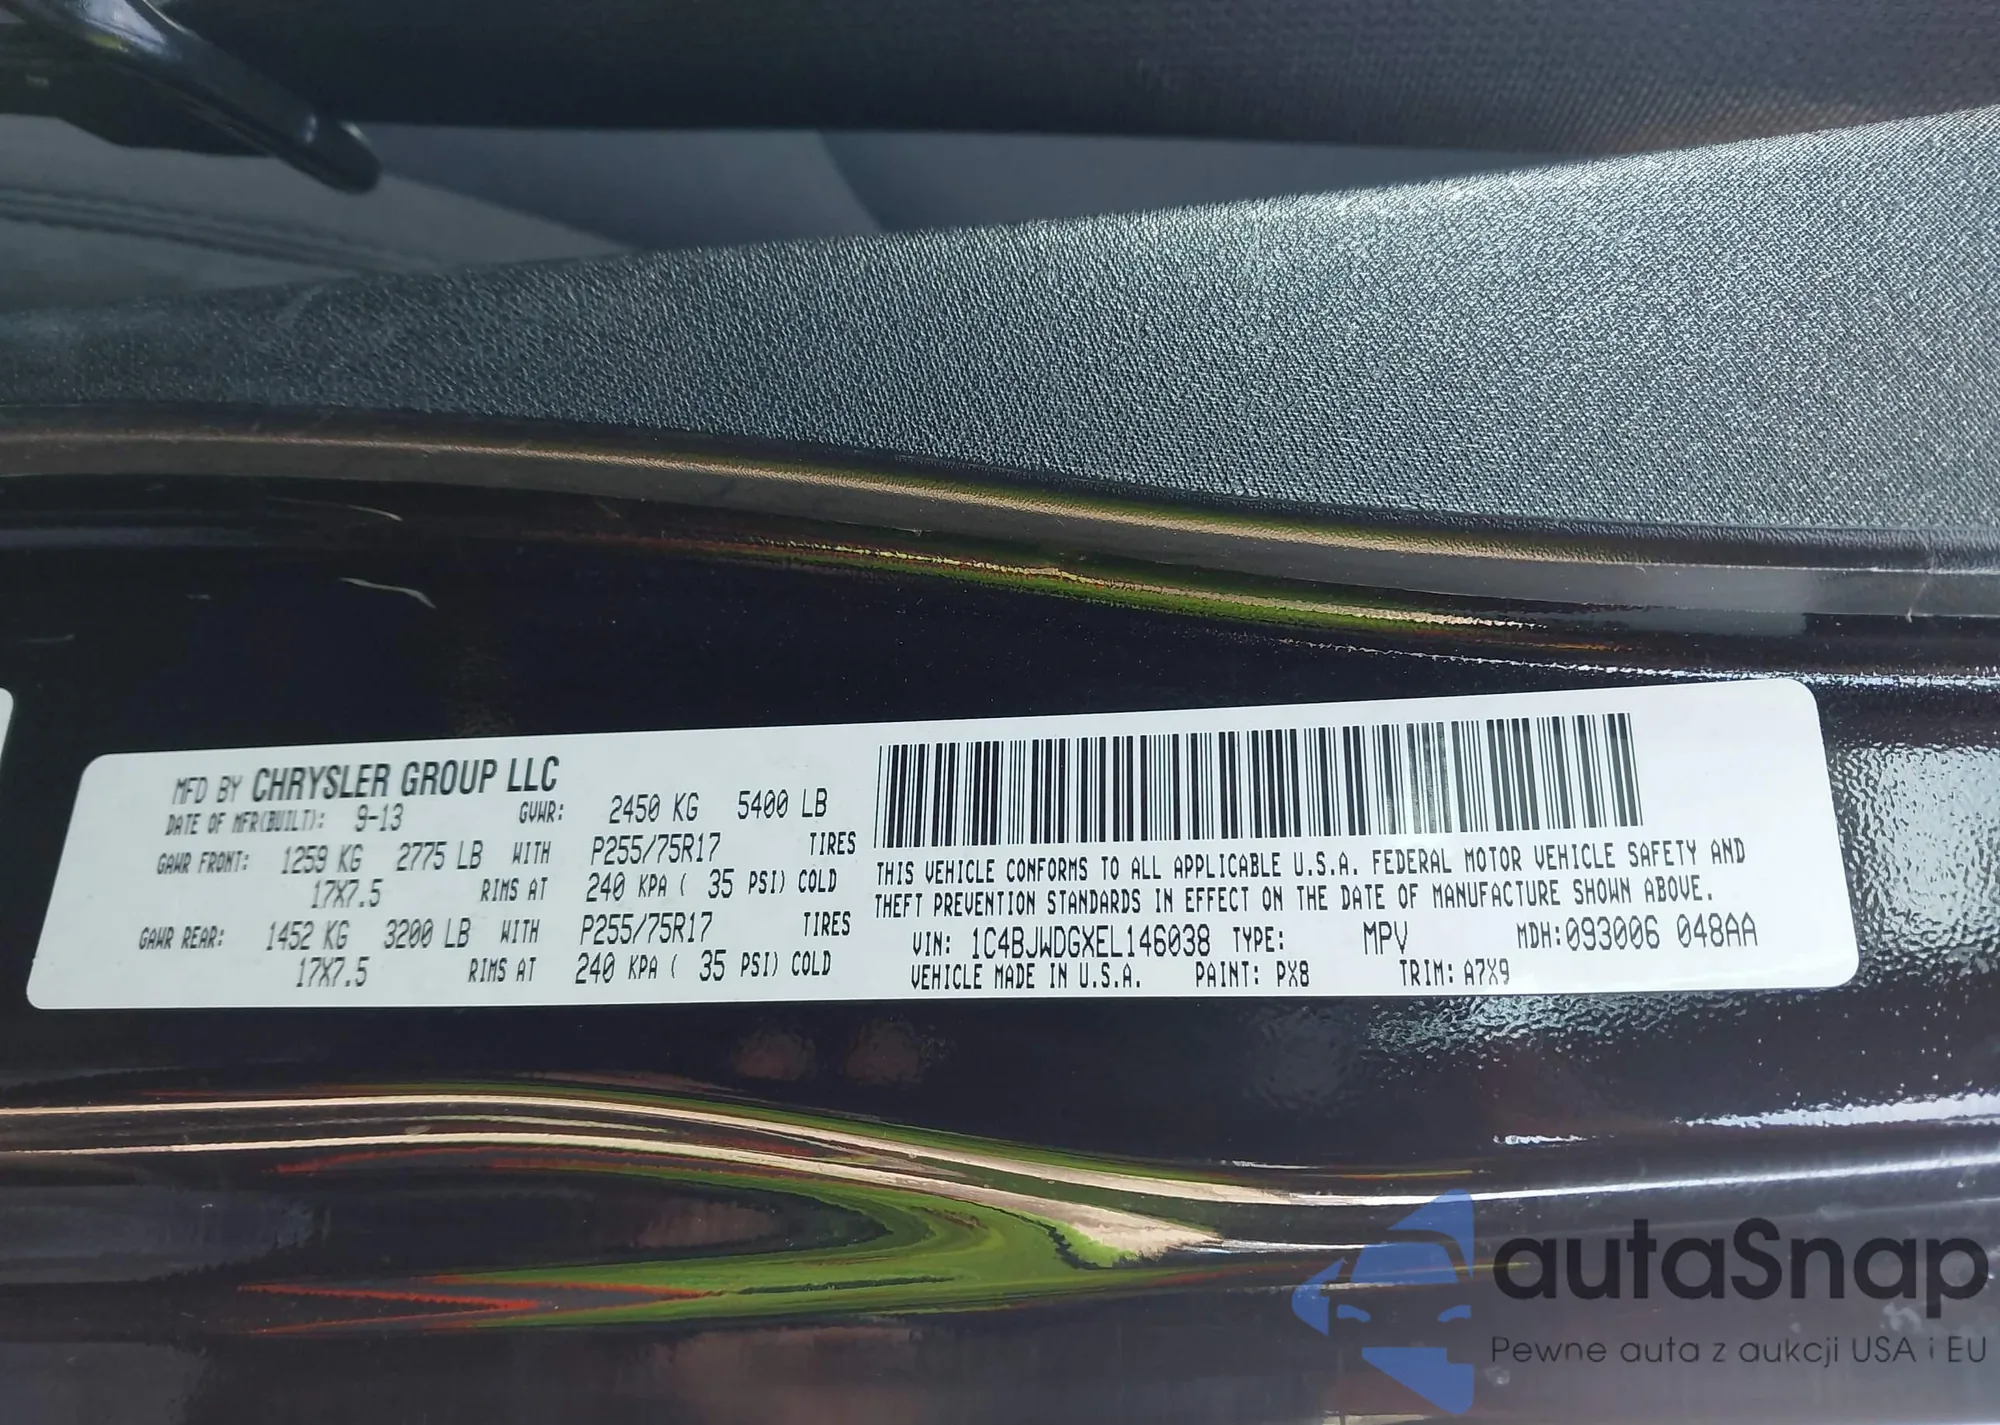 MFD BY CHRYSLER GROUP LLC
DATE OF MFR(BUILT): 9-13 GVWR: 2450 KG 5400 LB
GAWR FRONT: 1259 KG 2775 LB WITH P255/75R17 TIRES
17X7.5 RIMS AT 240 KPA ( 35 PSI) COLD
GAWR REAR: 1452 KG 3200 LB WITH P255/75R17 TIRES
17X7.5 RIMS AT 240 KPA ( 35 PSI) COLD
THIS VEHICLE CONFORMS TO ALL APPLICABLE U.S.A. FEDERAL MOTOR VEHICLE SAFETY AND
THEFT PREVENTION STANDARDS IN EFFECT ON THE DATE OF MANUFACTURE SHOWN ABOVE.
VIN: 1C4BJWDGXEL146038 TYPE: MPV MDH:093006 048AA
VEHICLE MADE IN U.S.A. PAINT: PX8 TRIM: A7X9
autaSnap
Pewne auta z aukcji USA i EU